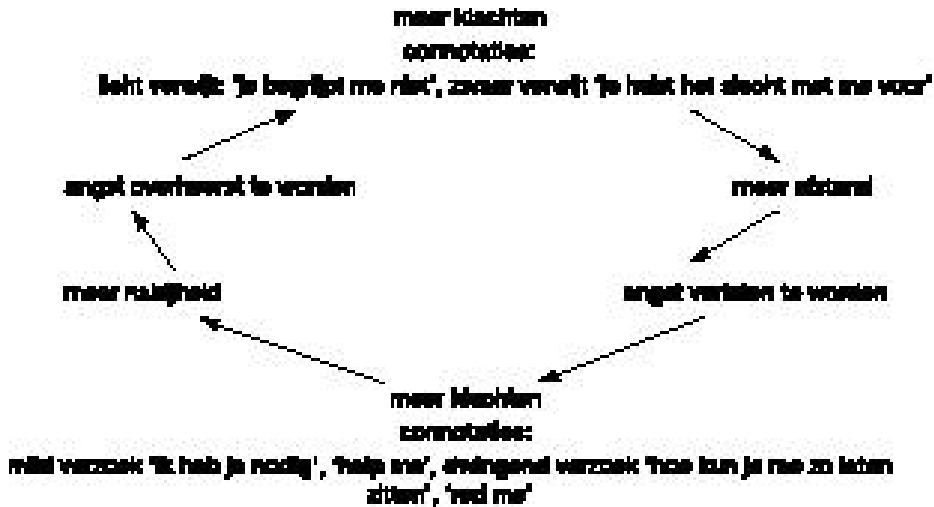 meer klachten
connotaties:
licht verwijt: 'je begrijpt me niet', zwaar verwijt 'je hebt het slecht met me voor'
angst overheerst te worden
meer afstand
meer nabijheid
angst verlaten te worden
meer klachten
connotaties:
mild verzoek 'ik heb je nodig', 'help me', dwingend verzoek 'hoe kun je me zo laten
zitten', 'red me'